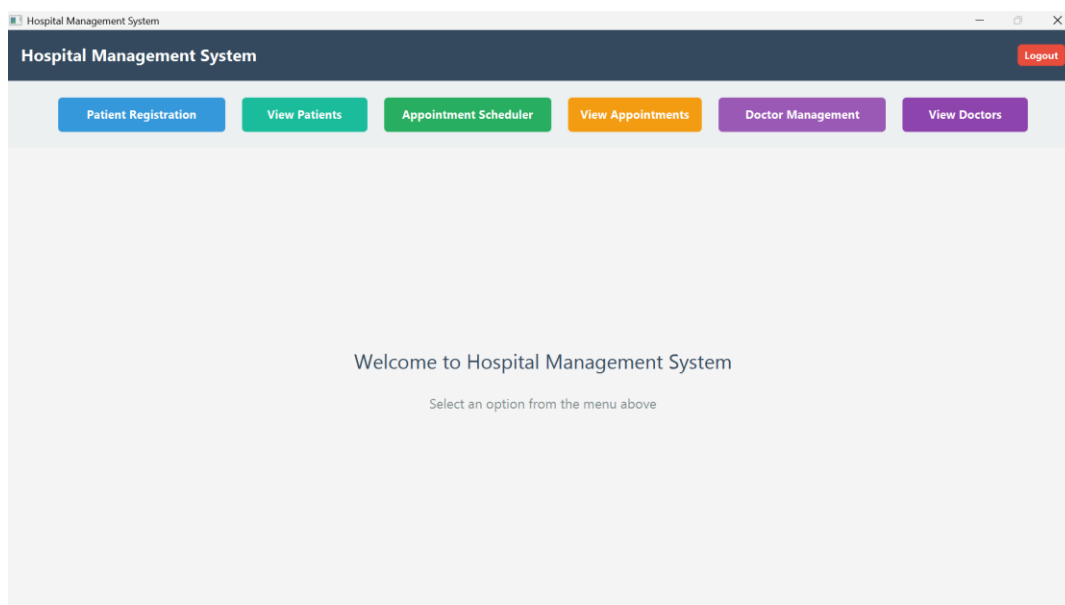 Hospital Management System
Hospital Management System
Logout
Patient Registration
View Patients
Appointment Scheduler
View Appointments
Doctor Management
View Doctors
Welcome to Hospital Management System
Select an option from the menu above